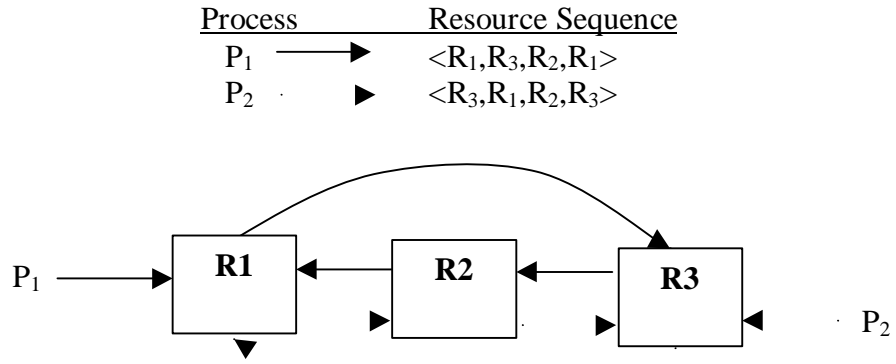 Process Resource Sequence
P₁ <R₁,R₃,R₂,R₁>
P₂ <R₃,R₁,R₂,R₃>
P₁ R1 R2 R3 P₂